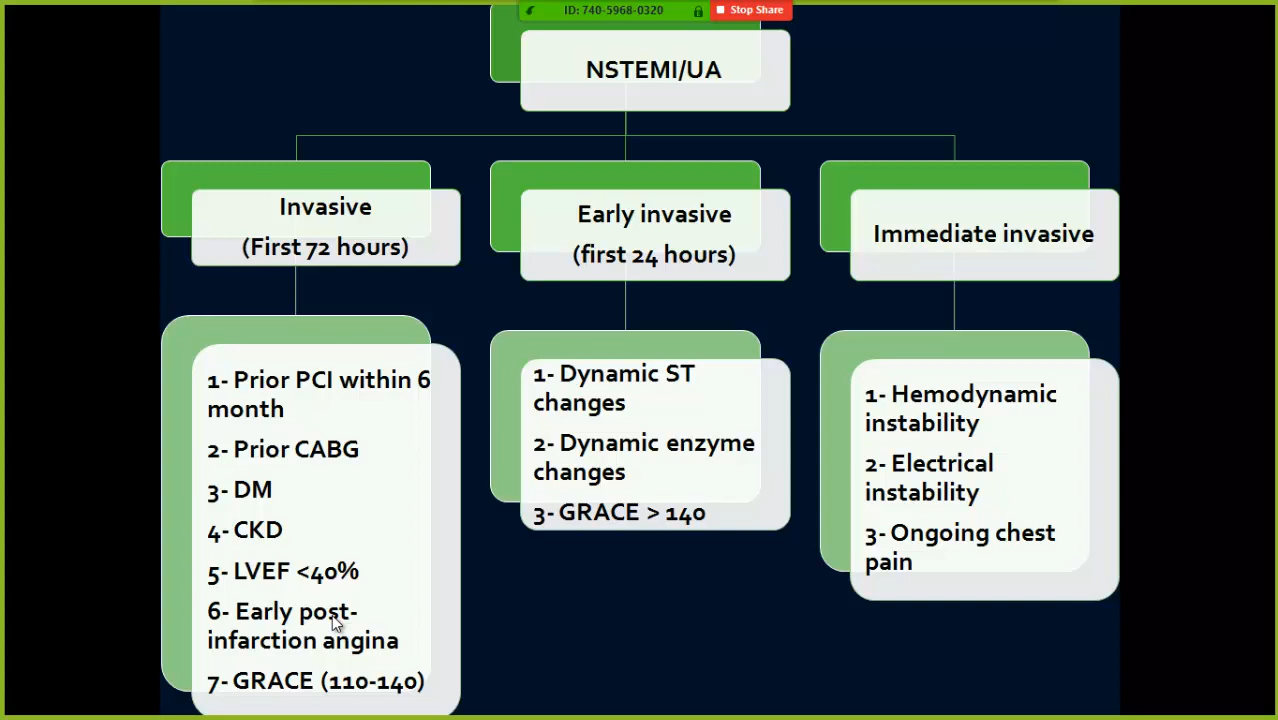 ID: 740-5968-0320
Stop Share
NSTEMI/UA
Invasive
(First 72 hours)
Early invasive
(first 24 hours)
Immediate invasive
1- Prior PCI within 6
month
2- Prior CABG
3- DM
4- CKD
5- LVEF <40%
6- Early post-
infarction angina
7- GRACE (110-140)
1- Dynamic ST
changes
2- Dynamic enzyme
changes
3- GRACE > 140
1- Hemodynamic
instability
2- Electrical
instability
3- Ongoing chest
pain